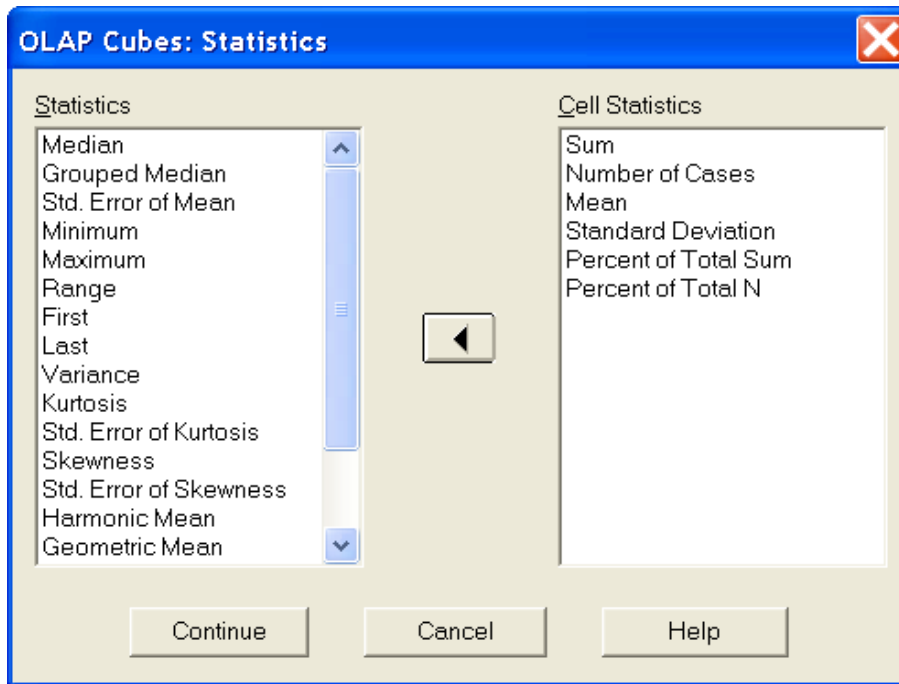 OLAP Cubes: Statistics
Statistics
Median
Grouped Median
Std. Error of Mean
Minimum
Maximum
Range
First
Last
Variance
Kurtosis
Std. Error of Kurtosis
Skewness
Std. Error of Skewness
Harmonic Mean
Geometric Mean
Cell Statistics
Sum
Number of Cases
Mean
Standard Deviation
Percent of Total Sum
Percent of Total N
Continue
Cancel
Help